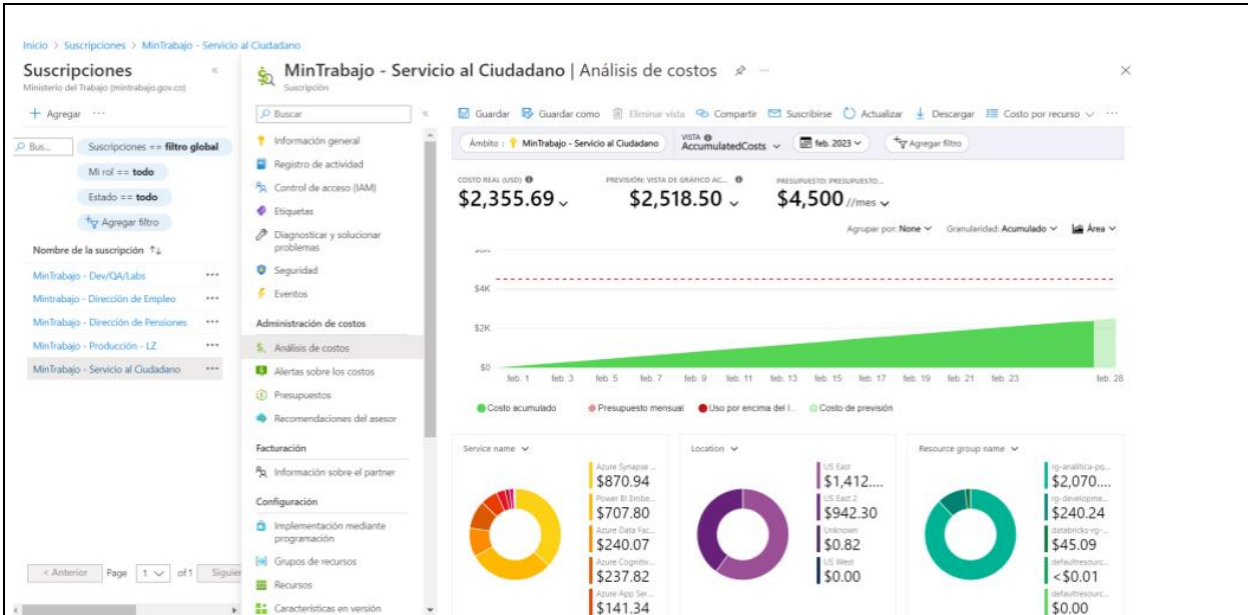 Inicio > Suscripciones > MinTrabajo - Servicio al Ciudadano
Suscripciones
Ministerio del Trabajo (mintrabajo.gov.co)
+ Agregar ...
Bus...
Suscripciones == filtro global
Mi rol == todo
Estado == todo
Agregar filtro
Nombre de la suscripción ↑↓
MinTrabajo - Dev/QA/Labs ...
Mintrabajo - Dirección de Empleo ...
MinTrabajo - Dirección de Pensiones ...
MinTrabajo - Producción - LZ ...
MinTrabajo - Servicio al Ciudadano ...
< Anterior Page 1 of 1 Siguie
MinTrabajo - Servicio al Ciudadano | Análisis de costos ...
Suscripción
Buscar
Información general
Registro de actividad
Control de acceso (IAM)
Etiquetas
Diagnosticar y solucionar
problemas
Seguridad
Eventos
Administración de costos
Análisis de costos
Alertas sobre los costos
Presupuestos
Recomendaciones del asesor
Facturación
Información sobre el partner
Configuración
Implementación mediante
programación
Grupos de recursos
Recursos
Características en versión
Guardar Guardar como Eliminar vista Compartir Suscribirse Actualizar Descargar Costo por recurso ...
Ámbito : MinTrabajo - Servicio al Ciudadano
VISTA
AccumulatedCosts
feb. 2023
Agregar filtro
COSTO REAL (USD)
$2,355.69
PREVISIÓN: VISTA DE GRÁFICO AC...
$2,518.50
PRESUPUESTO: PRESUPUESTO...
$4,500 //mes
Agrupar por: None Granularidad: Acumulado Área
$4K
$2K
$0
feb. 1 feb. 3 feb. 5 feb. 7 feb. 9 feb. 11 feb. 13 feb. 15 feb. 17 feb. 19 feb. 21 feb. 23 feb. 28
Costo acumulado Presupuesto mensual Uso por encima del l... Costo de previsión
Service name
Azure Synapse ...
$870.94
Power BI Embe...
$707.80
Azure Data Fac...
$240.07
Azure Cognitiv...
$237.82
Azure App Ser...
$141.34
Location
US East
$1,412....
US East 2
$942.30
Unknown
$0.82
US West
$0.00
Resource group name
rg-analitica-pq...
$2,070....
rg-developme...
$240.24
databricks-rg-...
$45.09
defaultresourc...
<$0.01
defaultresourc...
$0.00